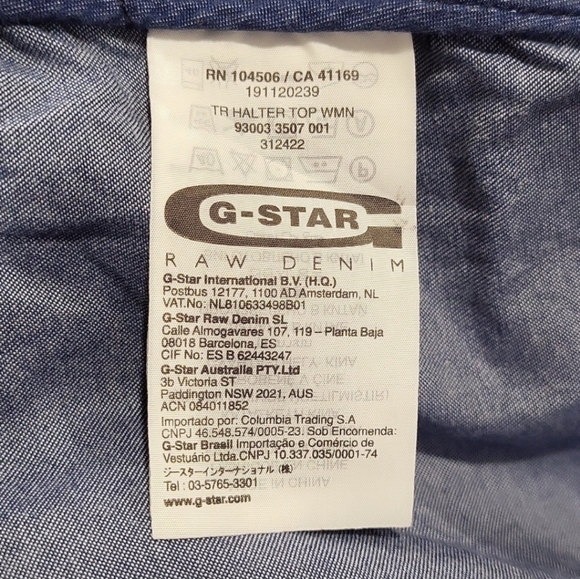 RN 104506 / CA 41169
191120239
TR HALTER TOP WMN
93003 3507 001
312422
G-STAR
RAW DENIM
G-Star International B.V. (H.Q.)
Postbus 12177, 1100 AD Amsterdam, NL
VAT.No: NL810633498B01
G-Star Raw Denim SL
Calle Almogavares 107, 119 – Planta Baja
08018 Barcelona, ES
CIF No: ES B 62443247
G-Star Australia PTY.Ltd
3b Victoria ST
Paddington NSW 2021, AUS
ACN 084011852
Importado por: Columbia Trading S.A
CNPJ 46.548.574/0005-23. Sob Encomenda:
G-Star Brasil Importação e Comércio de
Vestuário Ltda.CNPJ 10.337.035/0001-74
ジースターインターナショナル (株)
Tel : 03-5765-3301
www.g-star.com